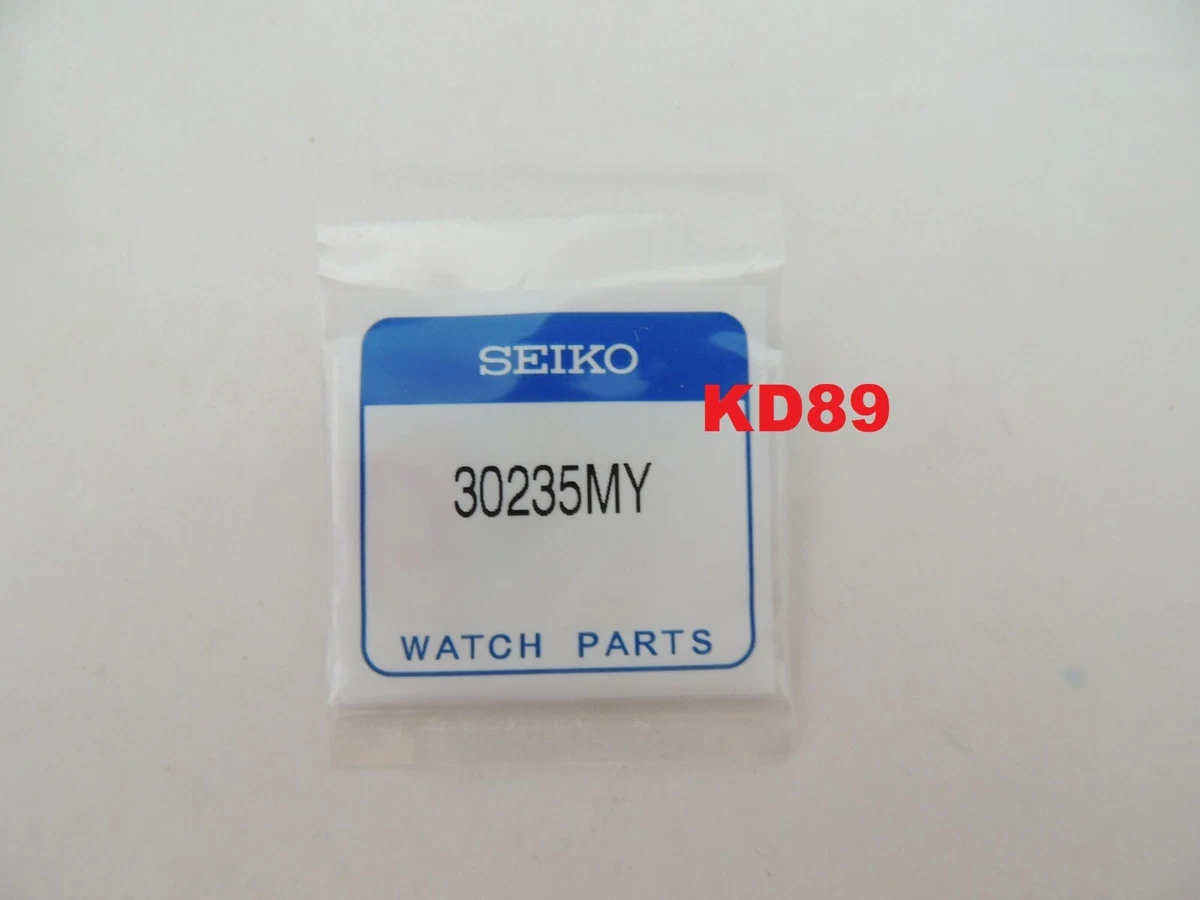 SEIKO
KD89
30235MY
WATCH PARTS